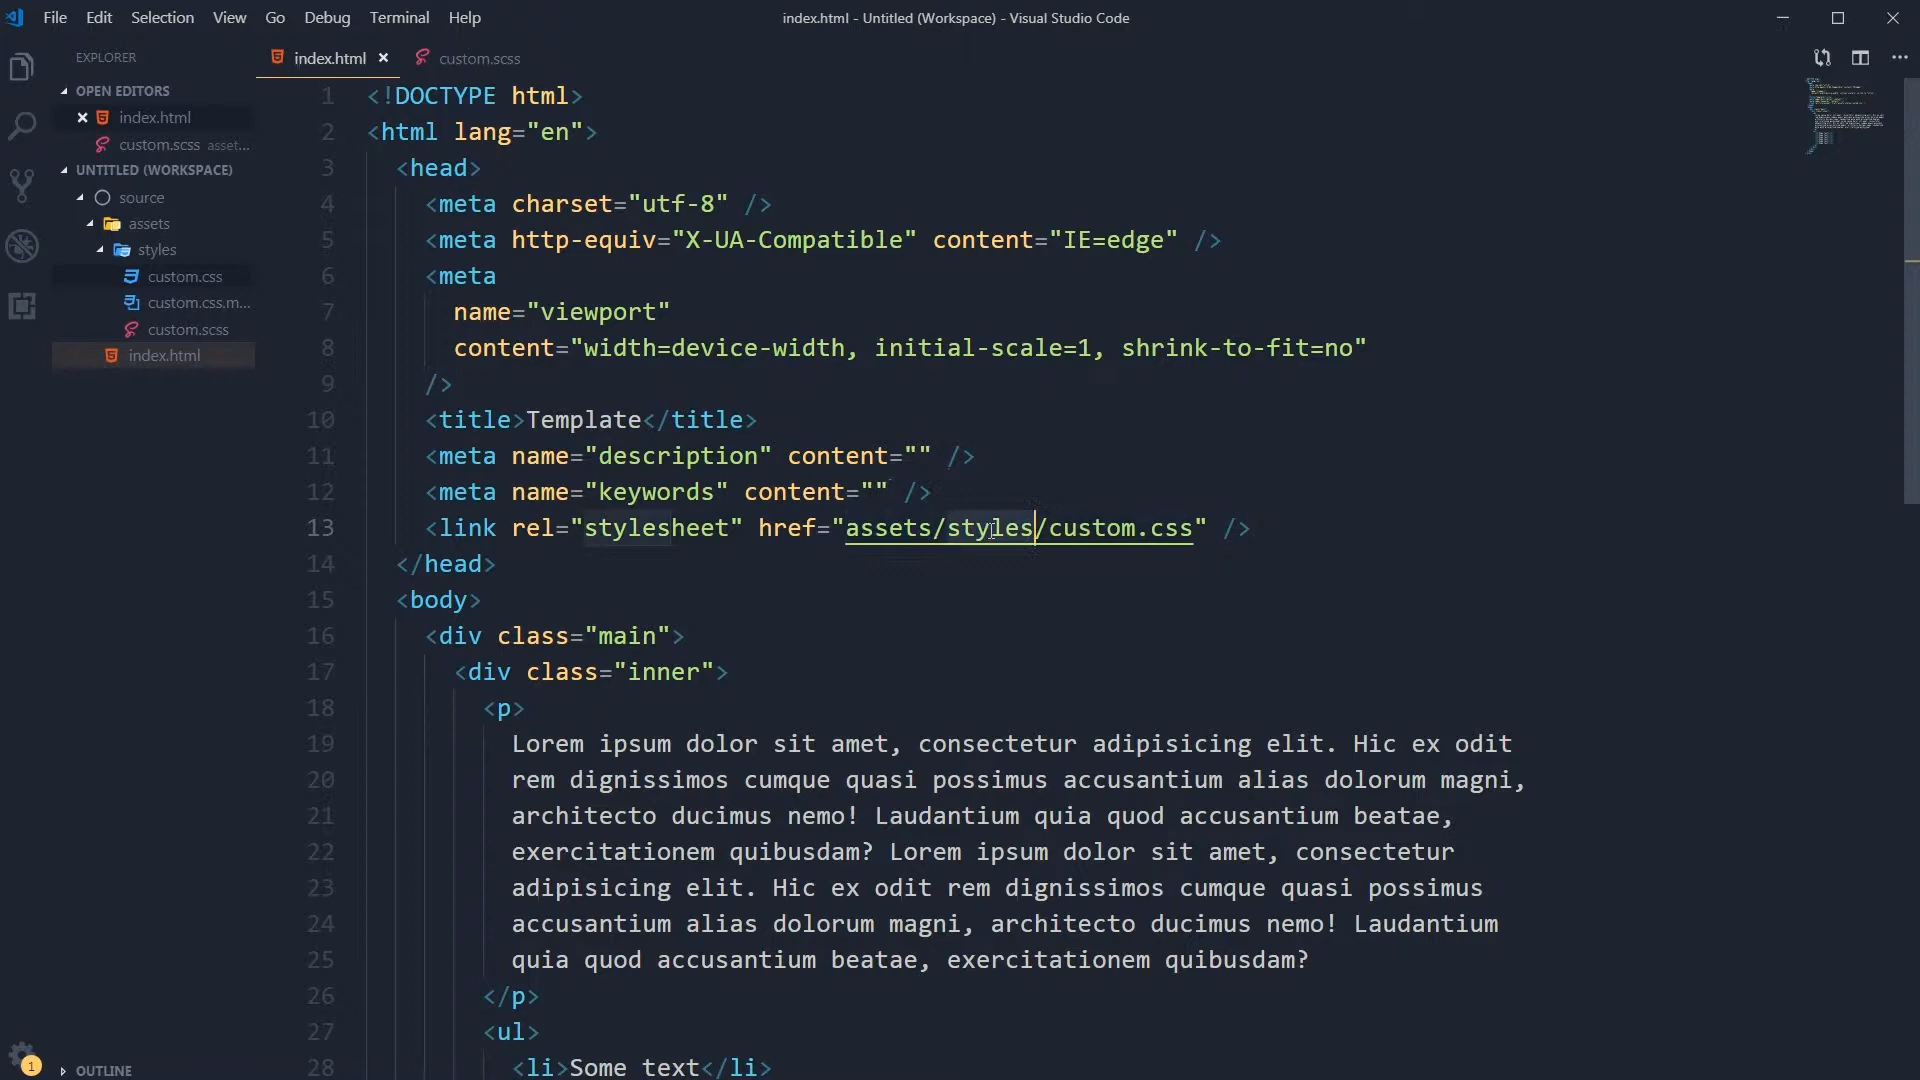 File Edit Selection View Go Debug Terminal Help
index.html - Untitled (Workspace) - Visual Studio Code
EXPLORER
OPEN EDITORS
index.html
custom.scss asset...
UNTITLED (WORKSPACE)
source
assets
styles
custom.css
custom.css.m...
custom.scss
index.html
OUTLINE
1
index.html custom.scss
1 <!DOCTYPE html>
2 <html lang="en">
3 <head>
4 <meta charset="utf-8" />
5 <meta http-equiv="X-UA-Compatible" content="IE=edge" />
6 <meta
7 name="viewport"
8 content="width=device-width, initial-scale=1, shrink-to-fit=no"
9 />
10 <title>Template</title>
11 <meta name="description" content="" />
12 <meta name="keywords" content="" />
13 <link rel="stylesheet" href="assets/styles/custom.css" />
14 </head>
15 <body>
16 <div class="main">
17 <div class="inner">
18 <p>
19 Lorem ipsum dolor sit amet, consectetur adipisicing elit. Hic ex odit
20 rem dignissimos cumque quasi possimus accusantium alias dolorum magni,
21 architecto ducimus nemo! Laudantium quia quod accusantium beatae,
22 exercitationem quibusdam? Lorem ipsum dolor sit amet, consectetur
23 adipisicing elit. Hic ex odit rem dignissimos cumque quasi possimus
24 accusantium alias dolorum magni, architecto ducimus nemo! Laudantium
25 quia quod accusantium beatae, exercitationem quibusdam?
26 </p>
27 <ul>
28 <li>Some text</li>